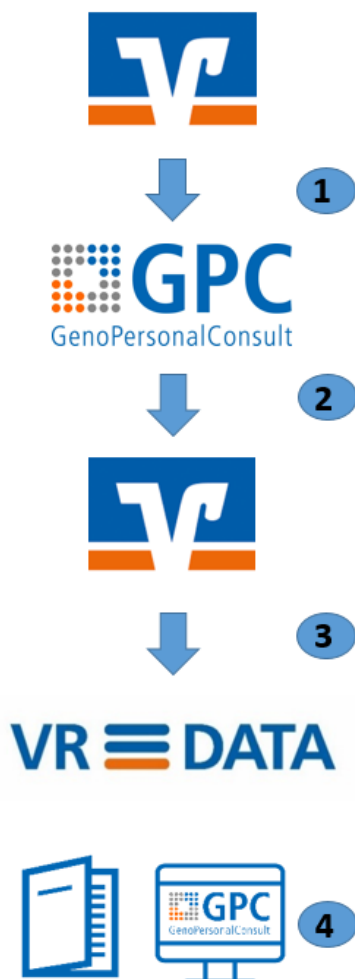 1
GPC
GenoPersonalConsult
2
3
VR DATA
GPC
GenoPersonalConsult
4